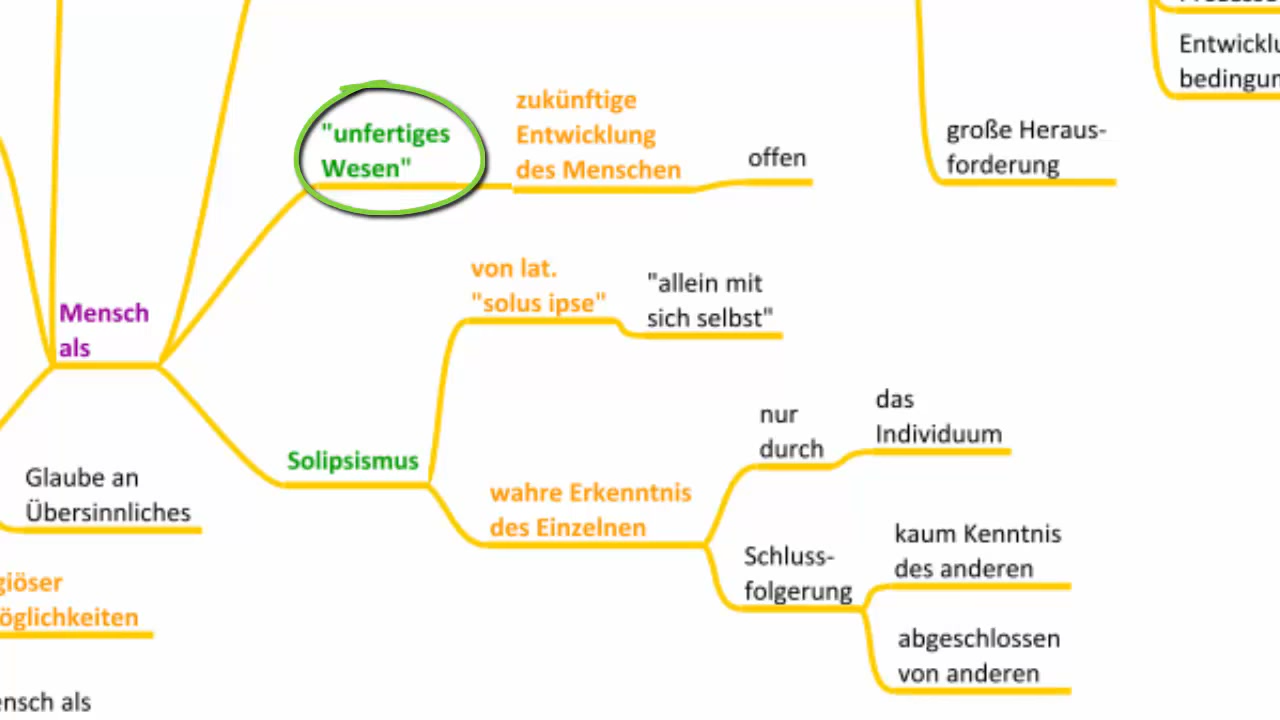 Entwicklu
bedingun
große Heraus-
forderung
"unfertiges
Wesen"
zukünftige
Entwicklung
des Menschen
offen
Mensch
als
von lat.
"solus ipse"
"allein mit
sich selbst"
Solipsismus
wahre Erkenntnis
des Einzelnen
nur
durch
das
Individuum
Schluss-
folgerung
kaum Kenntnis
des anderen
abgeschlossen
von anderen
Glaube an
Übersinnliches
giöser
öglichkeiten
ensch als